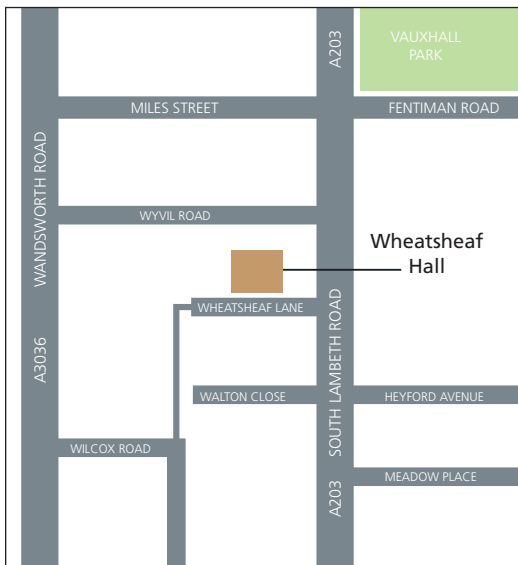 A203
VAUXHALL
PARK
MILES STREET
FENTIMAN ROAD
WANDSWORTH ROAD
WYVIL ROAD
Wheatsheaf
Hall
WHEATSHEAF LANE
SOUTH LAMBETH ROAD
A3036
WALTON CLOSE
HEYFORD AVENUE
WILCOX ROAD
MEADOW PLACE
A203